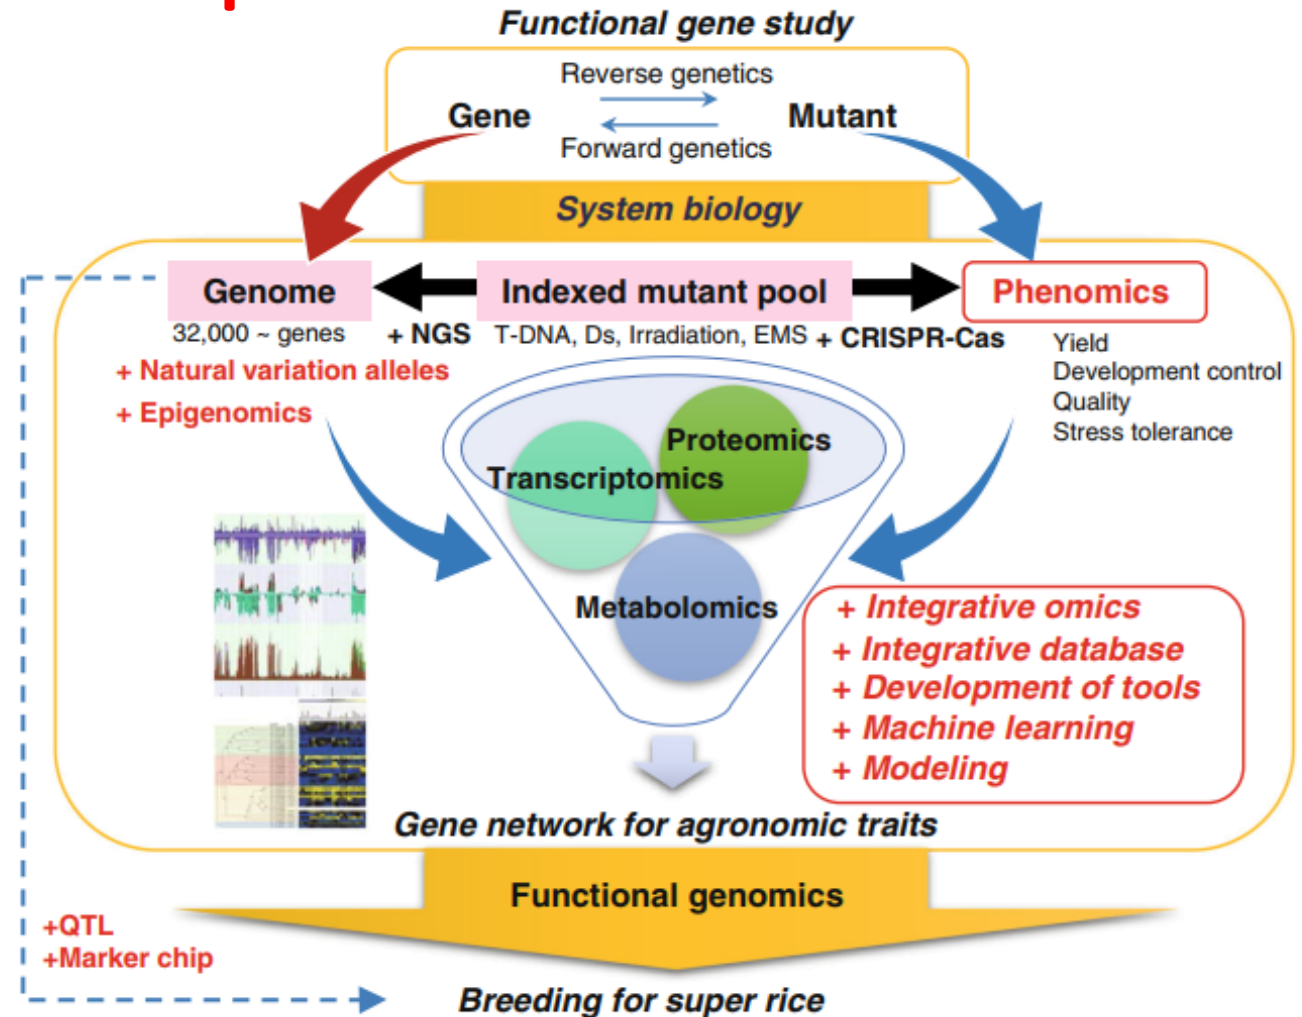 Functional gene study
Reverse genetics
Gene
Mutant
Forward genetics
System biology
Genome
Indexed mutant pool
Phenomics
32,000 ~ genes
+ NGS
T-DNA, Ds, Irradiation, EMS
+ CRISPR-Cas
+ Natural variation alleles
+ Epigenomics
Yield
Development control
Quality
Stress tolerance
Proteomics
Transcriptomics
Metabolomics
+ Integrative omics
+ Integrative database
+ Development of tools
+ Machine learning
+ Modeling
Gene network for agronomic traits
Functional genomics
+QTL
+Marker chip
Breeding for super rice